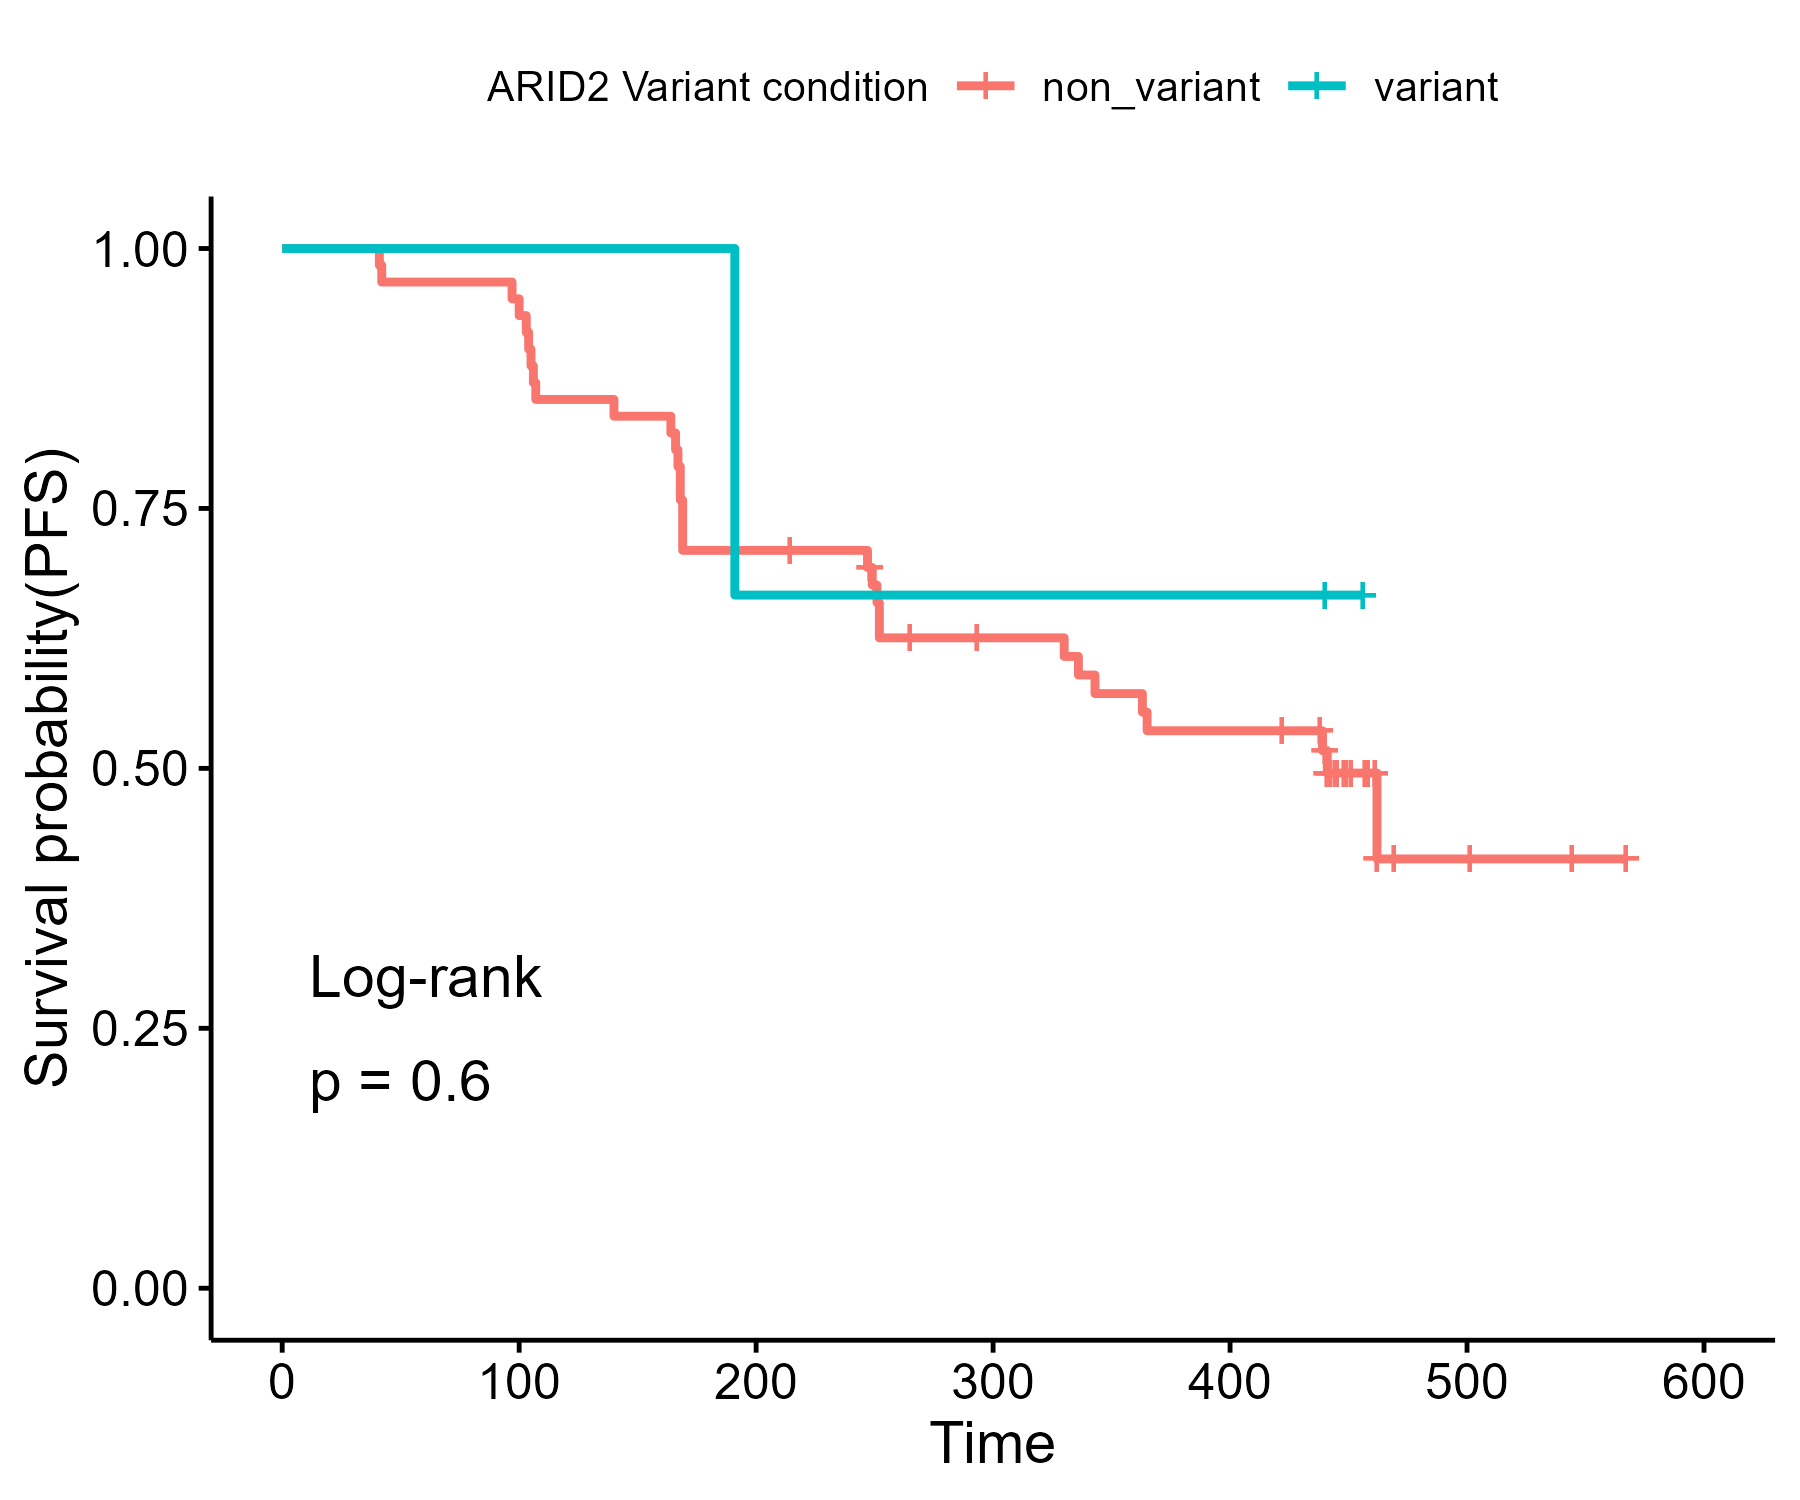 ARID2 Variant condition non_variant variant
Survival probability(PFS)
1.00
0.75
0.50
0.25
0.00
Log-rank
p = 0.6
0 100 200 300 400 500 600
Time